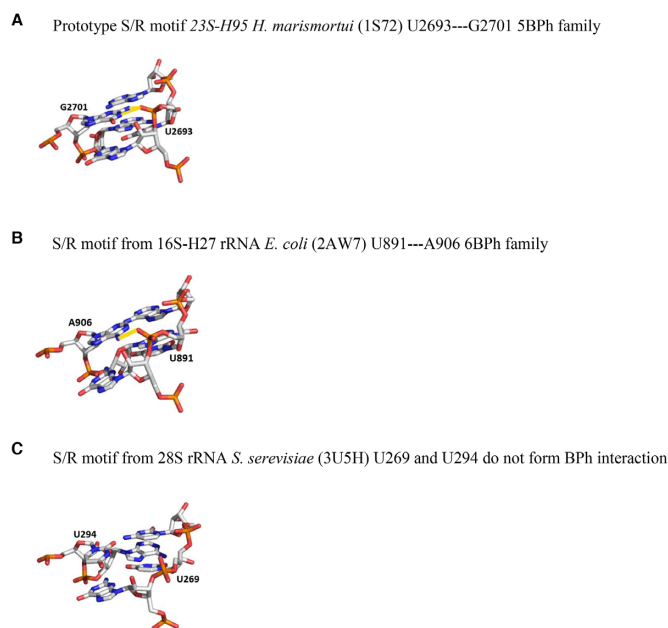 A Prototype S/R motif 23S-H95 H. marismortui (1S72) U2693---G2701 5BPh family
G2701
U2693
B S/R motif from 16S-H27 rRNA E. coli (2AW7) U891---A906 6BPh family
A906
U891
C S/R motif from 28S rRNA S. serevisiae (3U5H) U269 and U294 do not form BPh interaction
U294
U269